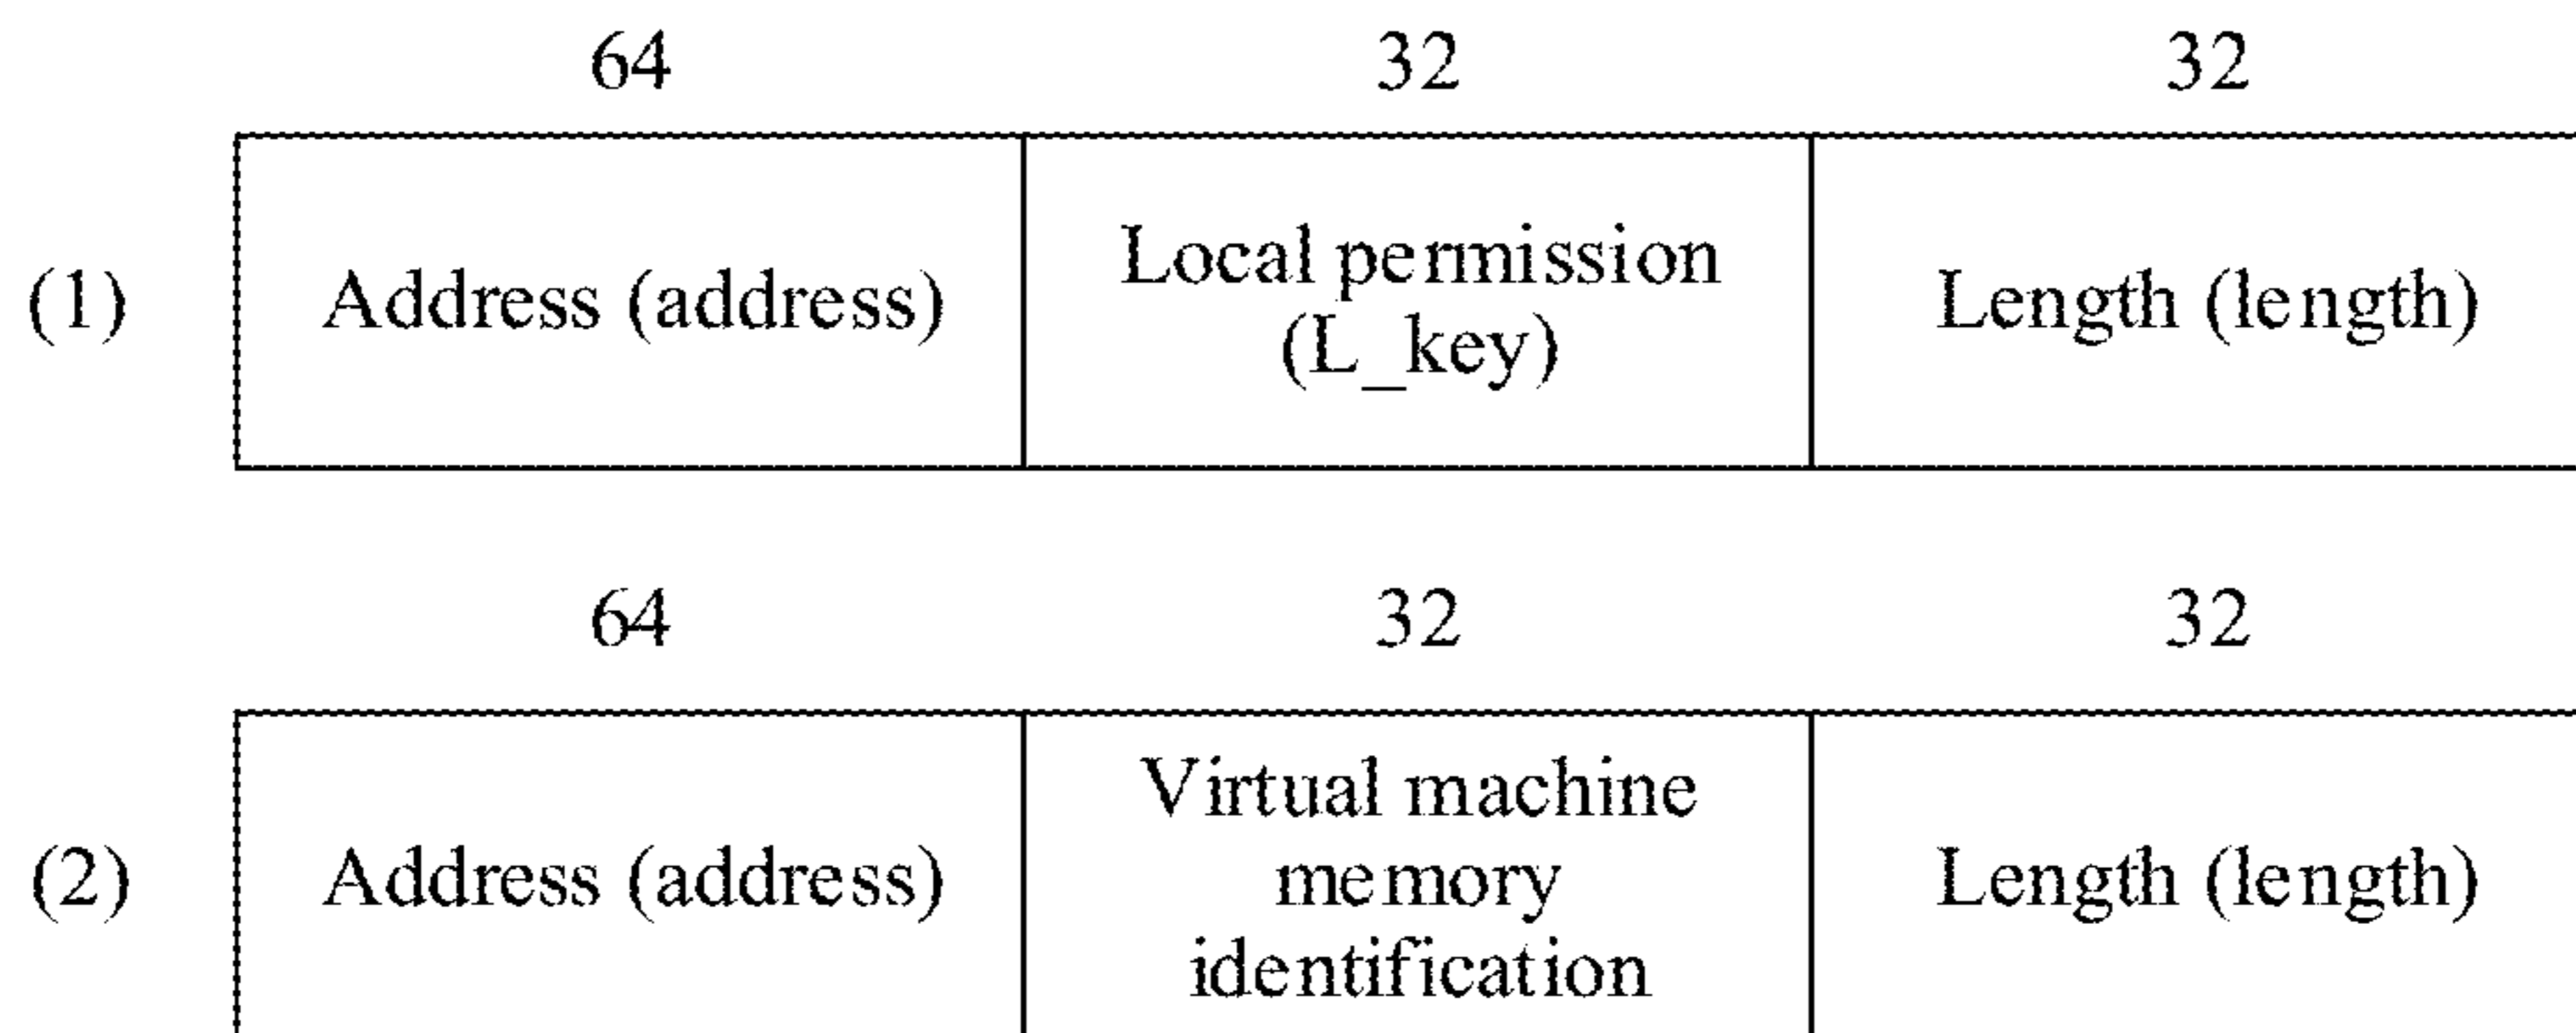 64 32 32
(1) Address (address) Local permission (L_key) Length (length)
64 32 32
(2) Address (address) Virtual machine memory identification Length (length)